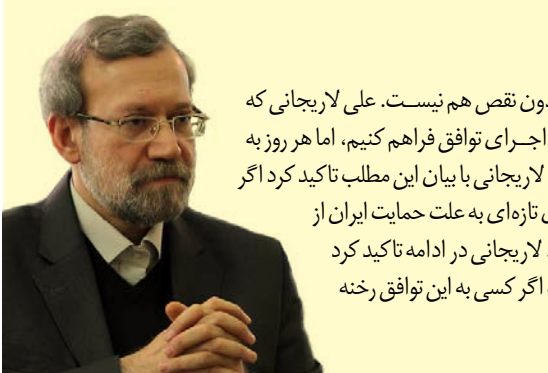 دون نقص هم نیست. علی لاریجانی که
اجرای توافق فراهم کنیم، اما هر روز به
لاریجانی با بیان این مطلب تاکید کرد اگر
تازه‌ای به علت حمایت ایران از
لاریجانی در ادامه تاکید کرد
اگر کسی به این توافق رخنه